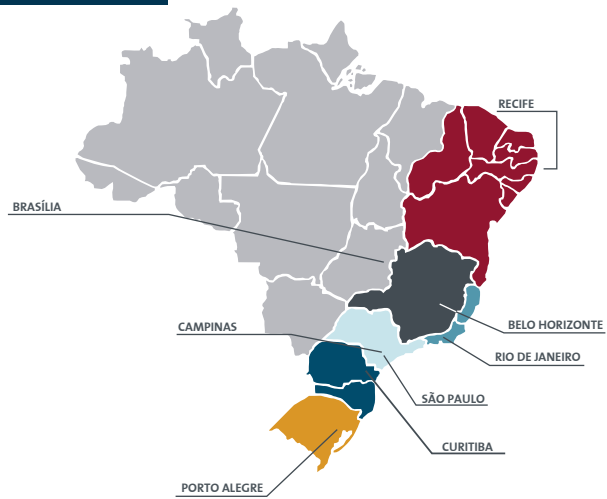 RECIFE
BRASÍLIA
BELO HORIZONTE
CAMPINAS
RIO DE JANEIRO
SÃO PAULO
CURITIBA
PORTO ALEGRE